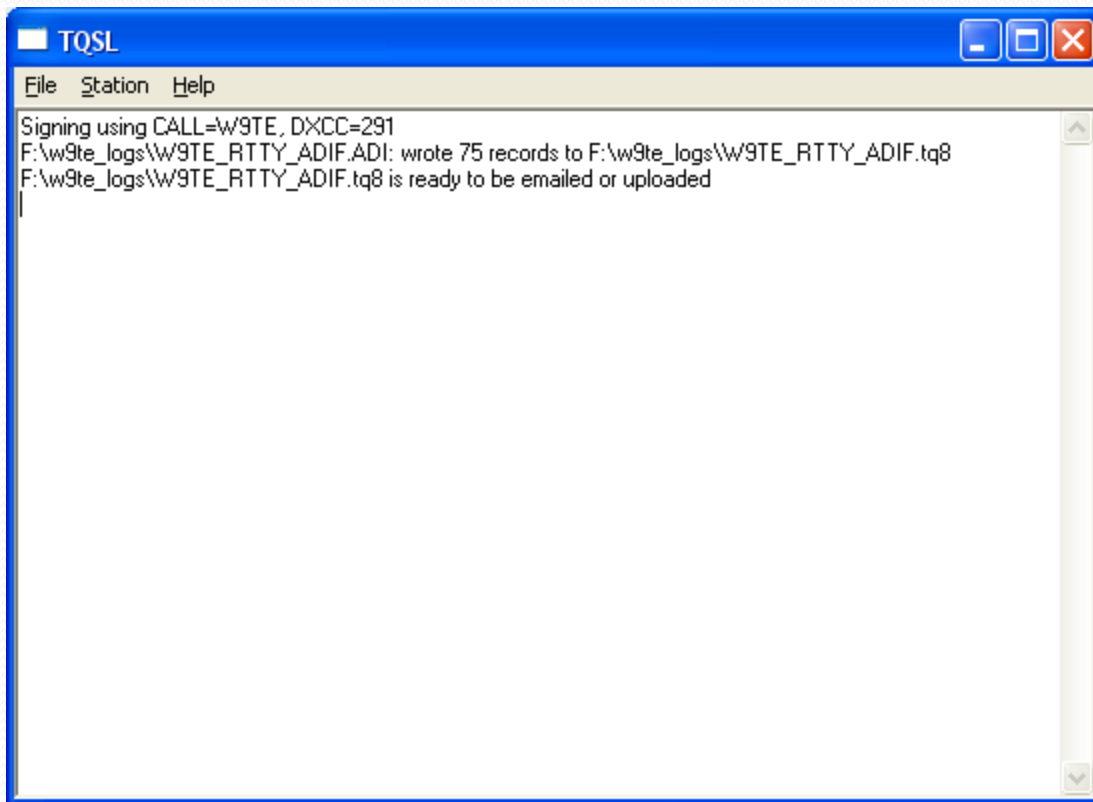 TQSL
File Station Help
Signing using CALL=W9TE, DXCC=291
F:\w9te_logs\W9TE_RTTY_ADIF.ADI: wrote 75 records to F:\w9te_logs\W9TE_RTTY_ADIF.tq8
F:\w9te_logs\W9TE_RTTY_ADIF.tq8 is ready to be emailed or uploaded